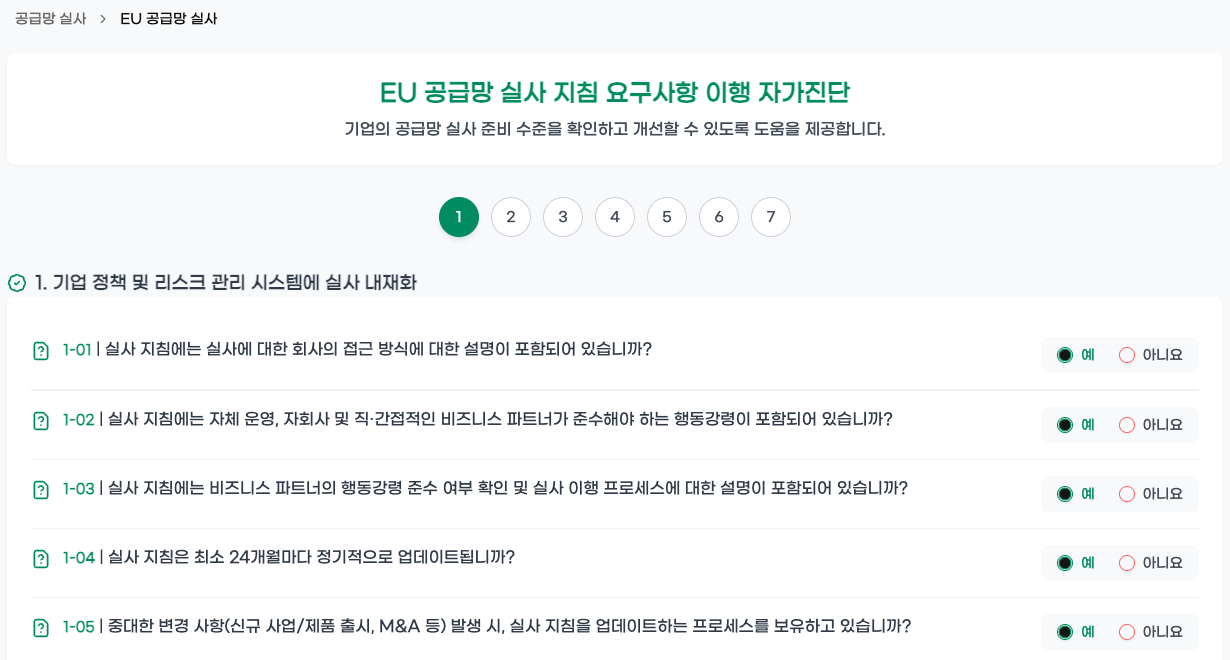 공급망 실사 > EU 공급망 실사
EU 공급망 실사 지침 요구사항 이행 자가진단
기업의 공급망 실사 준비 수준을 확인하고 개선할 수 있도록 도움을 제공합니다.
1 2 3 4 5 6 7
1. 기업 정책 및 리스크 관리 시스템에 실사 내재화
1-01 | 실사 지침에는 실사에 대한 회사의 접근 방식에 대한 설명이 포함되어 있습니까? 예 아니요
1-02 | 실사 지침에는 자체 운영, 자회사 및 직·간접적인 비즈니스 파트너가 준수해야 하는 행동강령이 포함되어 있습니까? 예 아니요
1-03 | 실사 지침에는 비즈니스 파트너의 행동강령 준수 여부 확인 및 실사 이행 프로세스에 대한 설명이 포함되어 있습니까? 예 아니요
1-04 | 실사 지침은 최소 24개월마다 정기적으로 업데이트됩니까? 예 아니요
1-05 | 중대한 변경 사항(신규 사업/제품 출시, M&A 등) 발생 시, 실사 지침을 업데이트하는 프로세스를 보유하고 있습니까? 예 아니요